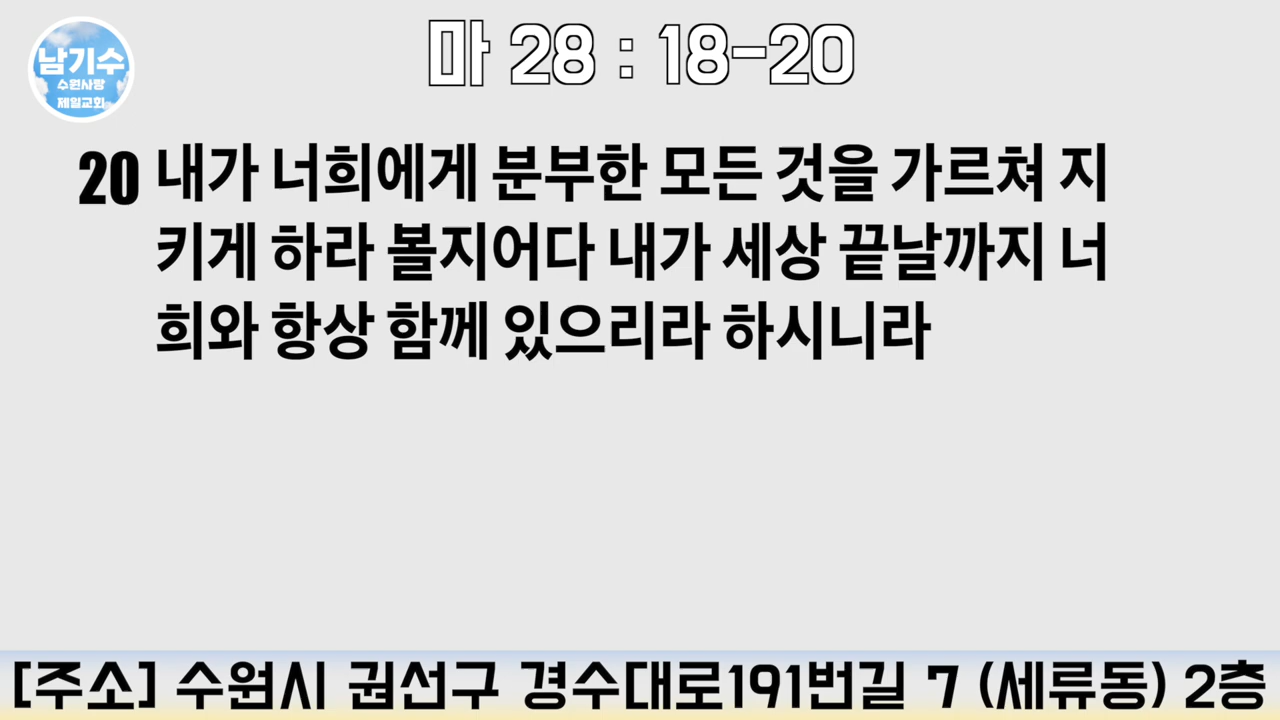 남기수
수원사랑
제일교회
마 28 : 18-20
20 내가 너희에게 분부한 모든 것을 가르쳐 지
키게 하라 볼지어다 내가 세상 끝날까지 너
희와 항상 함께 있으리라 하시니라
[주소] 수원시 권선구 경수대로191번길 7 (세류동) 2층